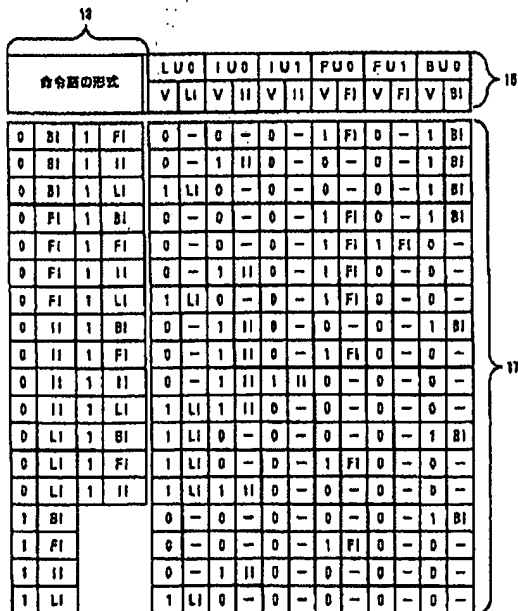 13
命令語の形式 LU0 IU0 IU1 FU0 FU1 BU0 15
V LI V II V II V FI V FI V BI
0 BI 1 FI 0 − 0 − 0 − 1 FI 0 − 1 BI
0 BI 1 II 0 − 1 II 0 − 0 − 0 − 1 BI
0 BI 1 LI 1 LI 0 − 0 − 0 − 0 − 1 BI
0 FI 1 BI 0 − 0 − 0 − 1 FI 0 − 1 BI
0 FI 1 FI 0 − 0 − 0 − 1 FI 1 FI 0 −
0 FI 1 II 0 − 1 II 0 − 1 FI 0 − 0 −
0 FI 1 LI 1 LI 0 − 0 − 1 FI 0 − 0 −
0 II 1 BI 0 − 1 II 0 − 0 − 0 − 1 BI
0 II 1 FI 0 − 1 II 0 − 1 FI 0 − 0 −
0 II 1 II 0 − 1 II 1 II 0 − 0 − 0 −
0 II 1 LI 1 LI 1 II 0 − 0 − 0 − 0 −
0 LI 1 BI 1 LI 0 − 0 − 0 − 0 − 1 BI
0 LI 1 FI 1 LI 0 − 0 − 1 FI 0 − 0 −
0 LI 1 II 1 LI 1 II 0 − 0 − 0 − 0 −
1 BI 0 − 0 − 0 − 0 − 0 − 1 BI
1 FI 0 − 0 − 0 − 1 FI 0 − 0 −
1 II 0 − 1 II 0 − 0 − 0 − 0 −
1 LI 1 LI 0 − 0 − 0 − 0 − 0 −
17